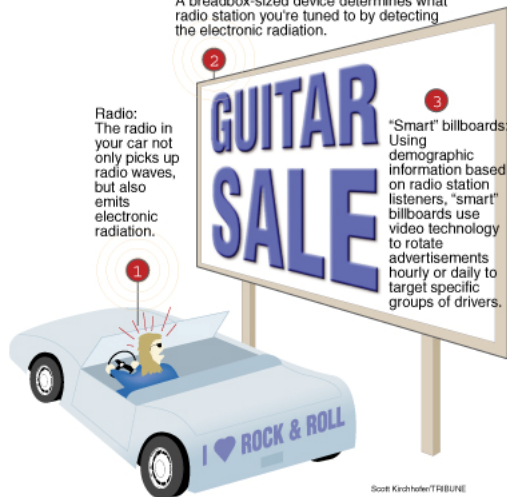 A breadbox-sized device determines what
radio station you're tuned to by detecting
the electronic radiation.
2
GUITAR
SALE
3
"Smart" billboards:
Using
demographic
information based
on radio station
listeners, "smart"
billboards use
video technology
to rotate
advertisements
hourly or daily to
target specific
groups of drivers.
Radio:
The radio in
your car not
only picks up
radio waves,
but also
emits
electronic
radiation.
1
I ♥ ROCK & ROLL
Scott Kirchhofer/TRIBUNE